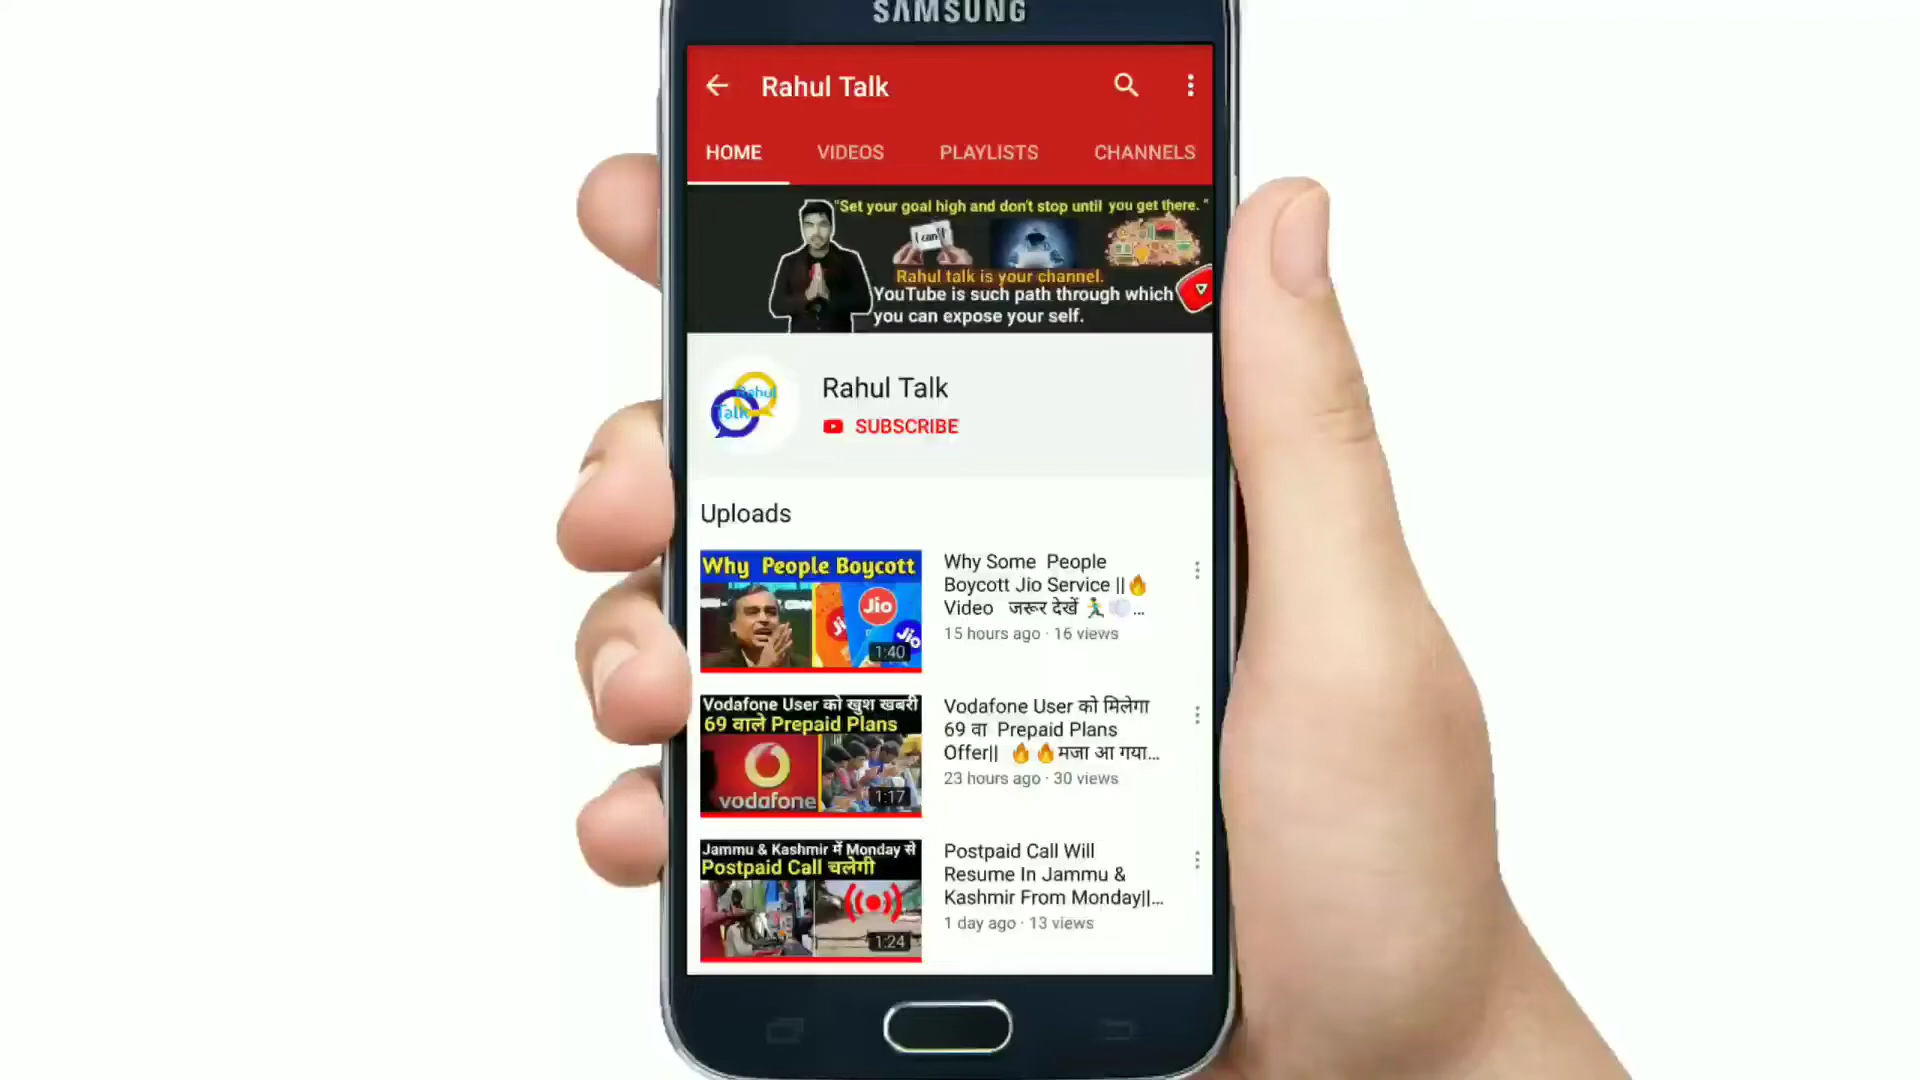 SAMSUNG
Rahul Talk
HOME VIDEOS PLAYLISTS CHANNELS
"Set your goal high and don't stop until you get there."
I can't
Rahul talk is your channel.
YouTube is such path through which
you can expose your self.
Rahul
Talk
Rahul Talk
SUBSCRIBE
Uploads
Why People Boycott
Jio
Jio
1:40
Why Some People
Boycott Jio Service ||🔥
Video जरूर देखें 🏃‍♂️💨...
15 hours ago · 16 views
Vodafone User को खुश खबरी
69 वाले Prepaid Plans
vodafone
1:17
Vodafone User को मिलेगा
69 वा Prepaid Plans
Offer|| 🔥🔥मजा आ गया...
23 hours ago · 30 views
Jammu & Kashmir में Monday से
Postpaid Call चलेगी
1:24
Postpaid Call Will
Resume In Jammu &
Kashmir From Monday||...
1 day ago · 13 views